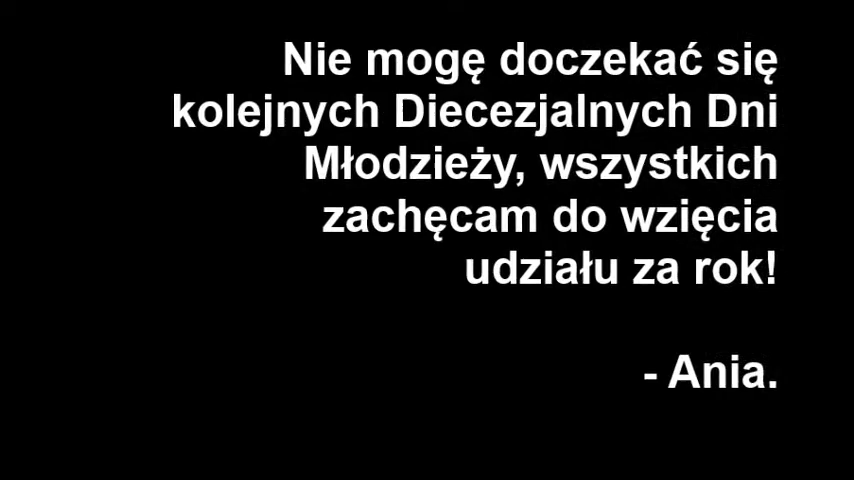 Nie mogę doczekać się
kolejnych Diecezjalnych Dni
Młodzieży, wszystkich
zachęcam do wzięcia
udziału za rok!
- Ania.